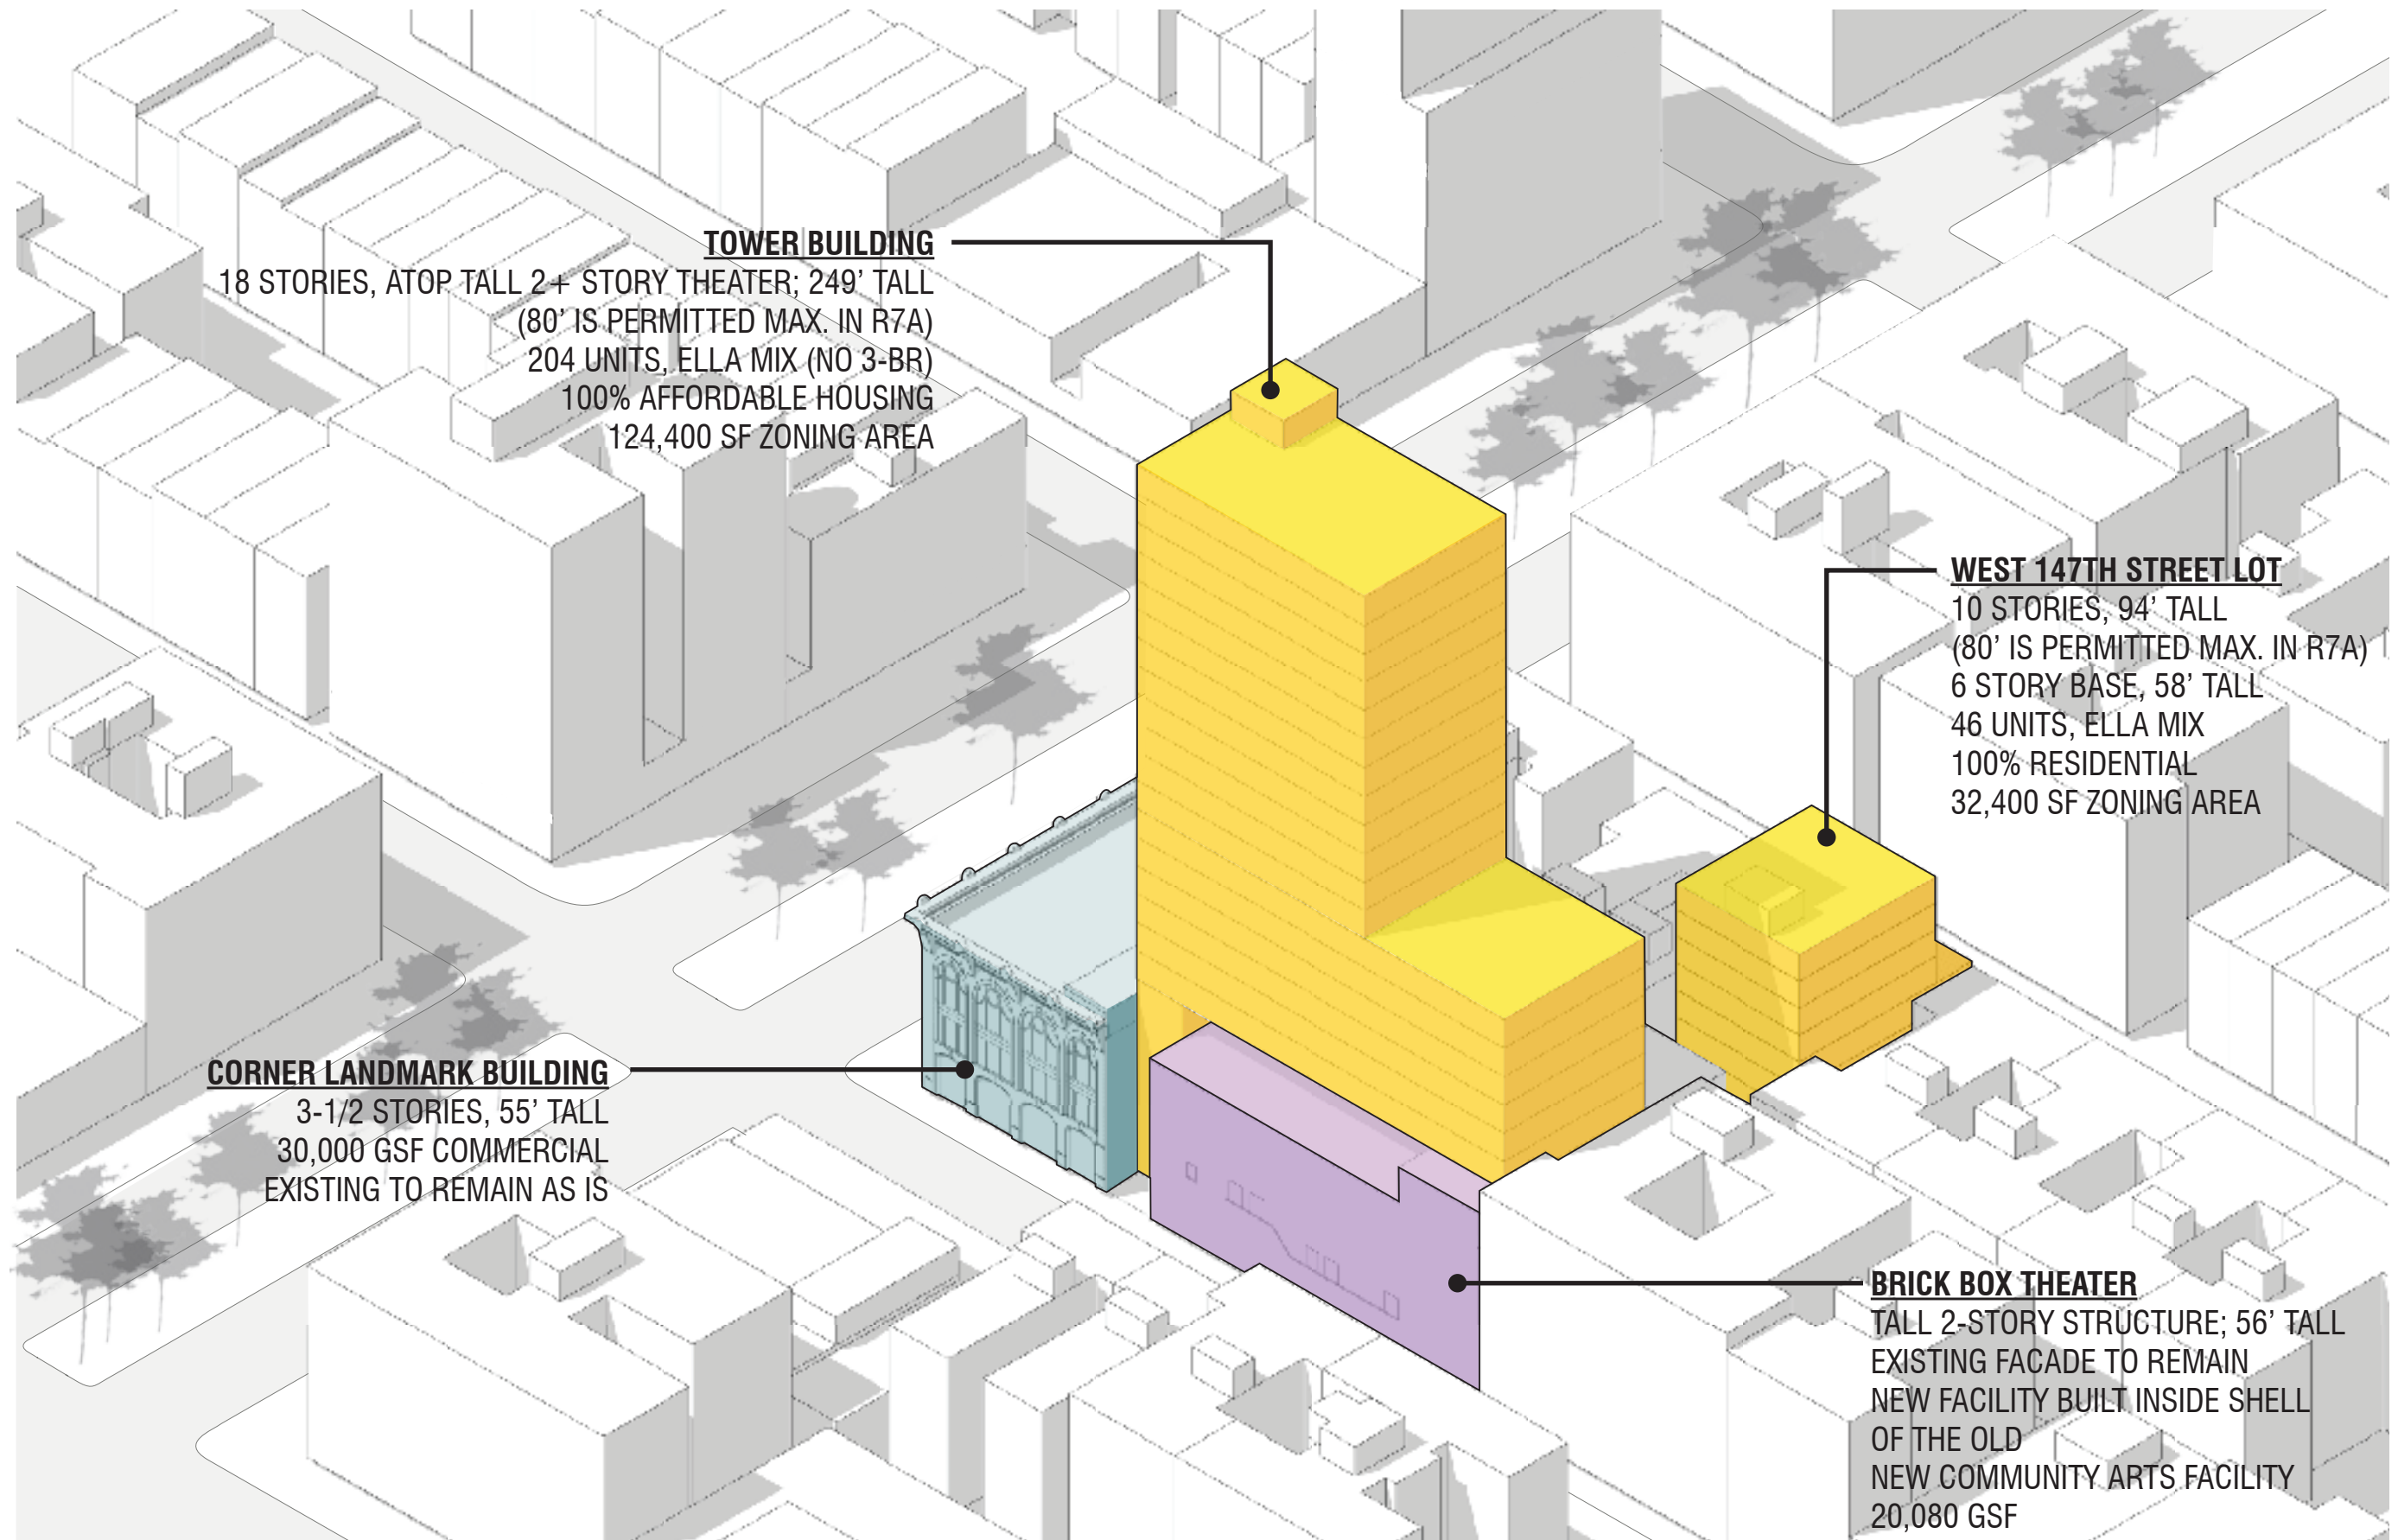 TOWER BUILDING
18 STORIES, ATOP TALL 2+ STORY THEATER; 249’ TALL
(80’ IS PERMITTED MAX. IN R7A)
204 UNITS, ELLA MIX (NO 3-BR)
100% AFFORDABLE HOUSING
124,400 SF ZONING AREA
WEST 147TH STREET LOT
10 STORIES, 94’ TALL
(80’ IS PERMITTED MAX. IN R7A)
6 STORY BASE, 58’ TALL
46 UNITS, ELLA MIX
100% RESIDENTIAL
32,400 SF ZONING AREA
CORNER LANDMARK BUILDING
3-1/2 STORIES, 55’ TALL
30,000 GSF COMMERCIAL
EXISTING TO REMAIN AS IS
BRICK BOX THEATER
TALL 2-STORY STRUCTURE; 56’ TALL
EXISTING FACADE TO REMAIN
NEW FACILITY BUILT INSIDE SHELL
OF THE OLD
NEW COMMUNITY ARTS FACILITY
20,080 GSF